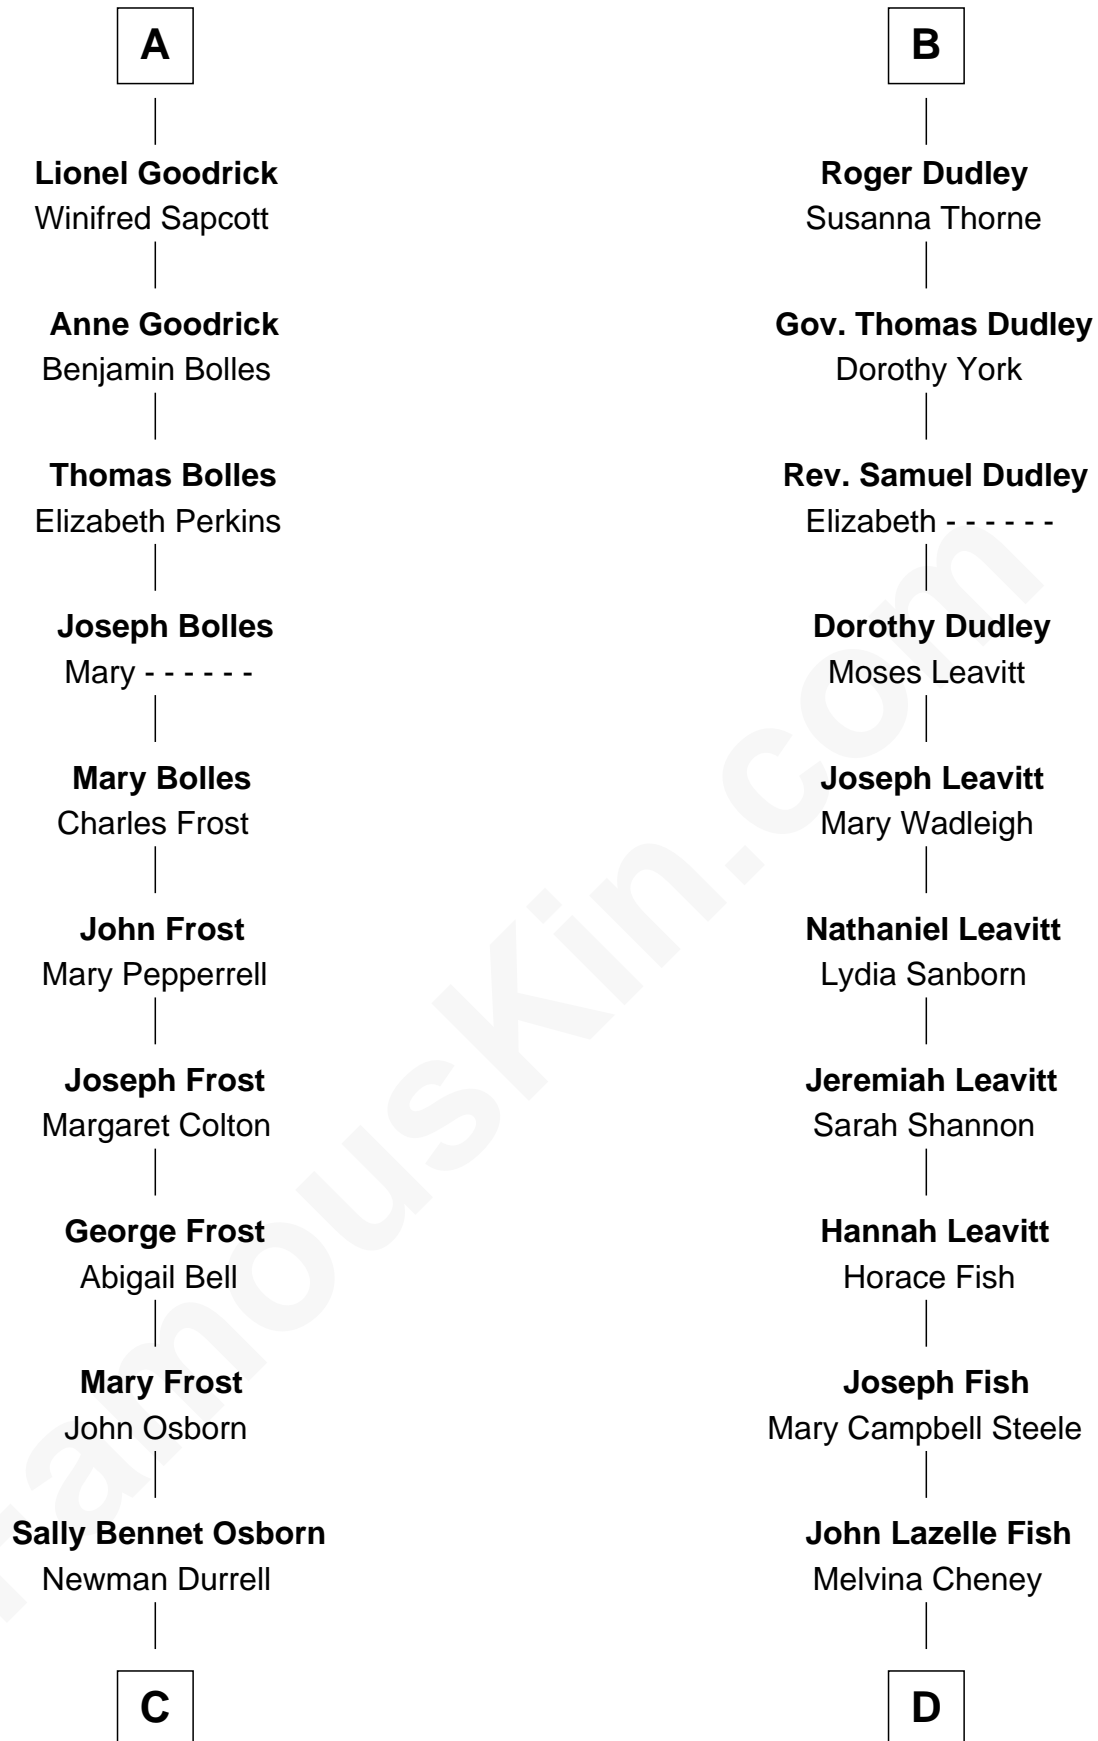 A
Lionel Goodrick
Winifred Sapcott
Anne Goodrick
Benjamin Bolles
Thomas Bolles
Elizabeth Perkins
Joseph Bolles
Mary - - - - - -
Mary Bolles
Charles Frost
John Frost
Mary Pepperrell
Joseph Frost
Margaret Colton
George Frost
Abigail Bell
Mary Frost
John Osborn
Sally Bennet Osborn
Newman Durrell
C
B
Roger Dudley
Susanna Thorne
Gov. Thomas Dudley
Dorothy York
Rev. Samuel Dudley
Elizabeth - - - - - -
Dorothy Dudley
Moses Leavitt
Joseph Leavitt
Mary Wadleigh
Nathaniel Leavitt
Lydia Sanborn
Jeremiah Leavitt
Sarah Shannon
Hannah Leavitt
Horace Fish
Joseph Fish
Mary Campbell Steele
John Lazelle Fish
Melvina Cheney
D
FamousKin.com